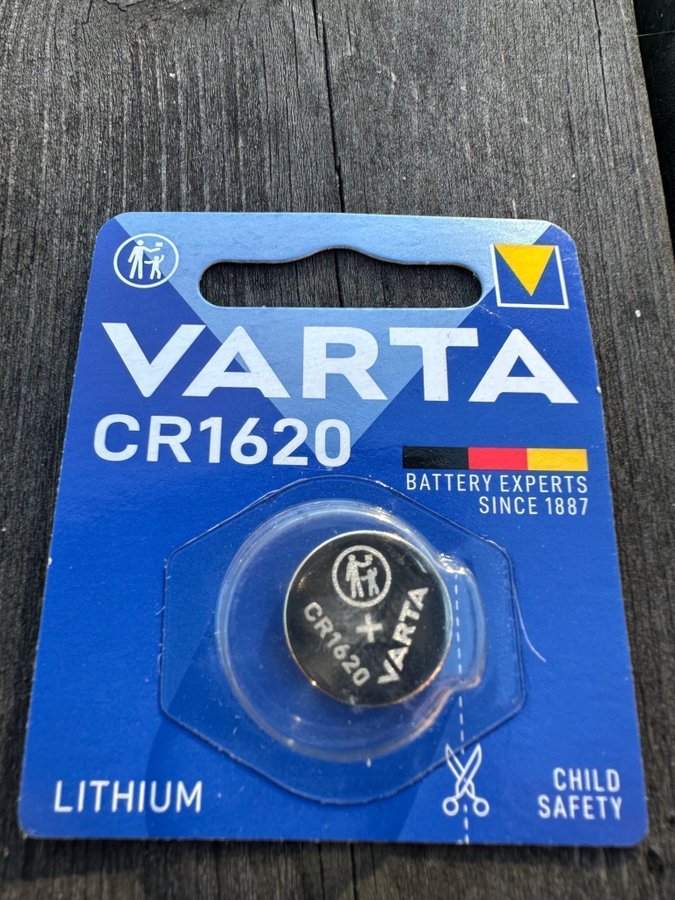 VARTA
CR1620
BATTERY EXPERTS
SINCE 1887
+
CR1620
VARTA
LITHIUM
CHILD
SAFETY